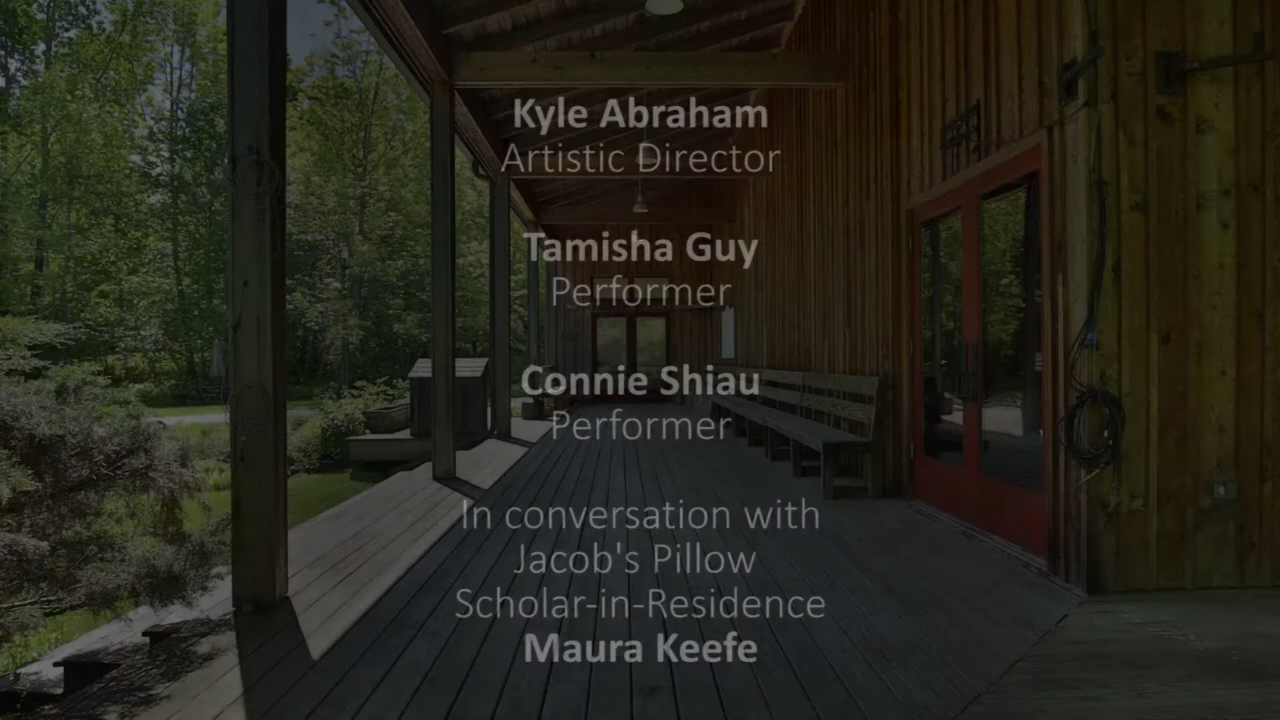 Kyle Abraham
Artistic Director
Tamisha Guy
Performer
Connie Shiau
Performer
In conversation with
Jacob's Pillow
Scholar-in-Residence
Maura Keefe